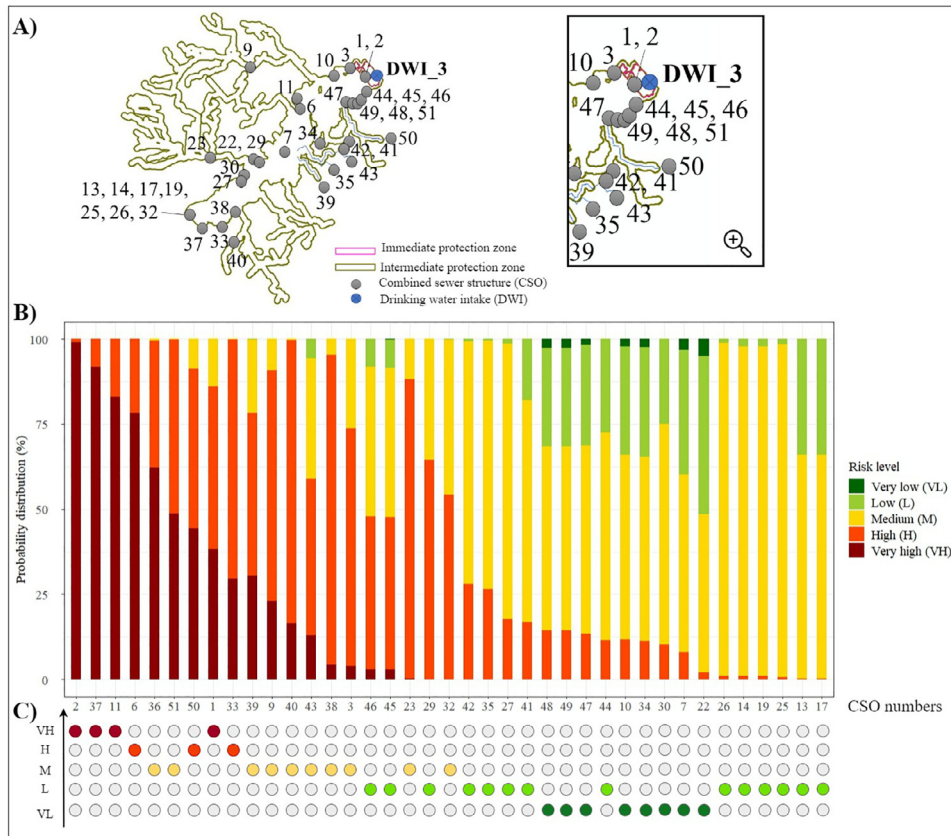 A)
9
10
3
1, 2
DWI_3
11
6
47
44, 45, 46
49, 48, 51
34
50
23
22, 29
7
42, 41
30
27
35
43
39
13, 14, 17,19,
25, 26, 32
38
37
33
40
Immediate protection zone
Intermediate protection zone
Combined sewer structure (CSO)
Drinking water intake (DWI)
1, 2
3
10
DWI_3
47
44, 45, 46
49, 48, 51
50
42, 41
43
35
39
B)
Probability distribution (%)
100
75
50
25
0
Risk level
Very low (VL)
Low (L)
Medium (M)
High (H)
Very high (VH)
2 37 11 6 36 51 50 1 33 39 9 40 43 38 3 46 45 23 29 32 42 35 27 41 48 49 47 44 10 34 30 7 22 26 14 19 25 13 17 CSO numbers
C)
VH
H
M
L
VL